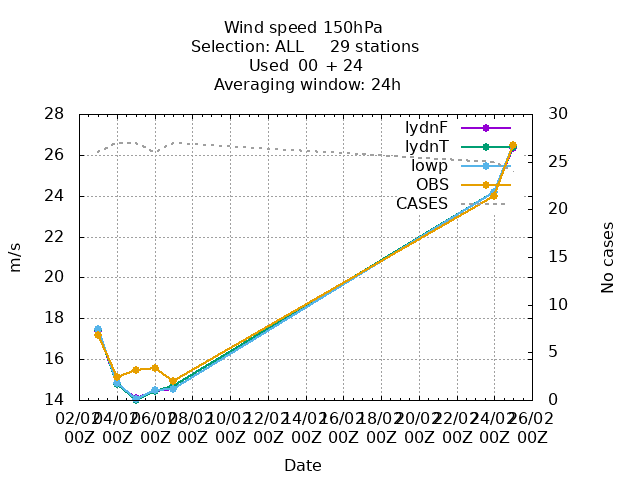 Wind speed 150hPa
Selection: ALL     29 stations
Used  00 + 24
Averaging window: 24h
28
26
24
22
20
18
16
14
m/s
30
25
20
15
10
5
0
No cases
lydnF
lydnT
lowp
OBS
CASES
02/02 04/02 06/02 08/02 10/02 12/02 14/02 16/02 18/02 20/02 22/02 24/02 26/02
00Z 00Z 00Z 00Z 00Z 00Z 00Z 00Z 00Z 00Z 00Z 00Z 00Z
Date